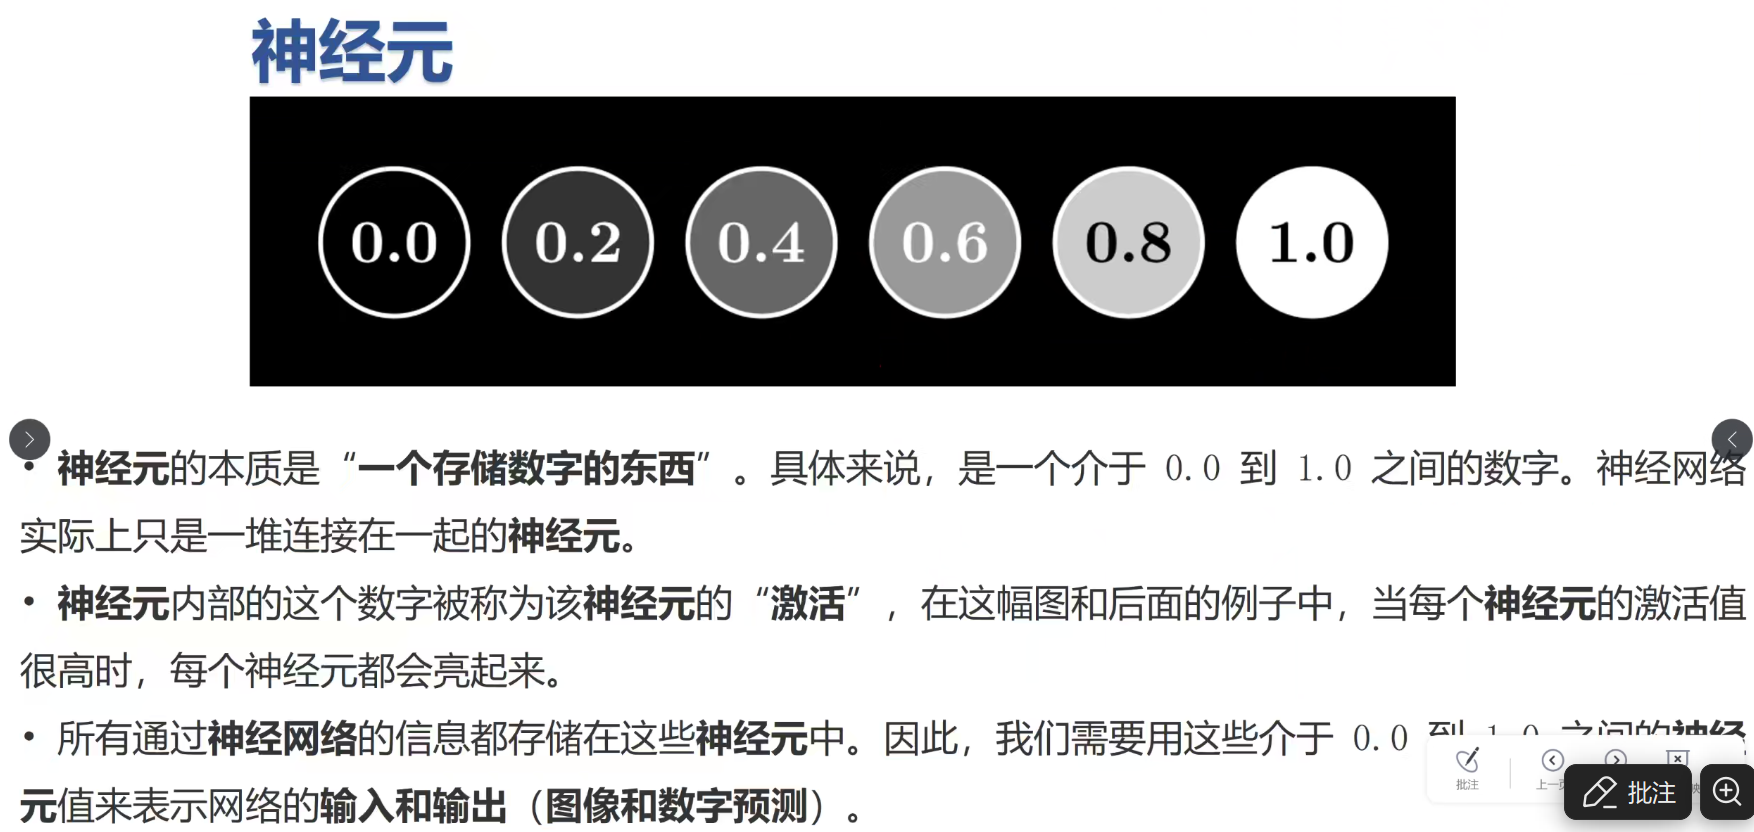 神经元
0.0 0.2 0.4 0.6 0.8 1.0
• 神经元的本质是“一个存储数字的东西”。具体来说，是一个介于 0.0 到 1.0 之间的数字。神经网络
实际上只是一堆连接在一起的神经元。
• 神经元内部的这个数字被称为该神经元的“激活”，在这幅图和后面的例子中，当每个神经元的激活值
很高时，每个神经元都会亮起来。
• 所有通过神经网络的信息都存储在这些神经元中。因此，我们需要用这些介于 0.0 到 1.0 之间的神经
元值来表示网络的输入和输出（图像和数字预测）。
批注 上一页
批注